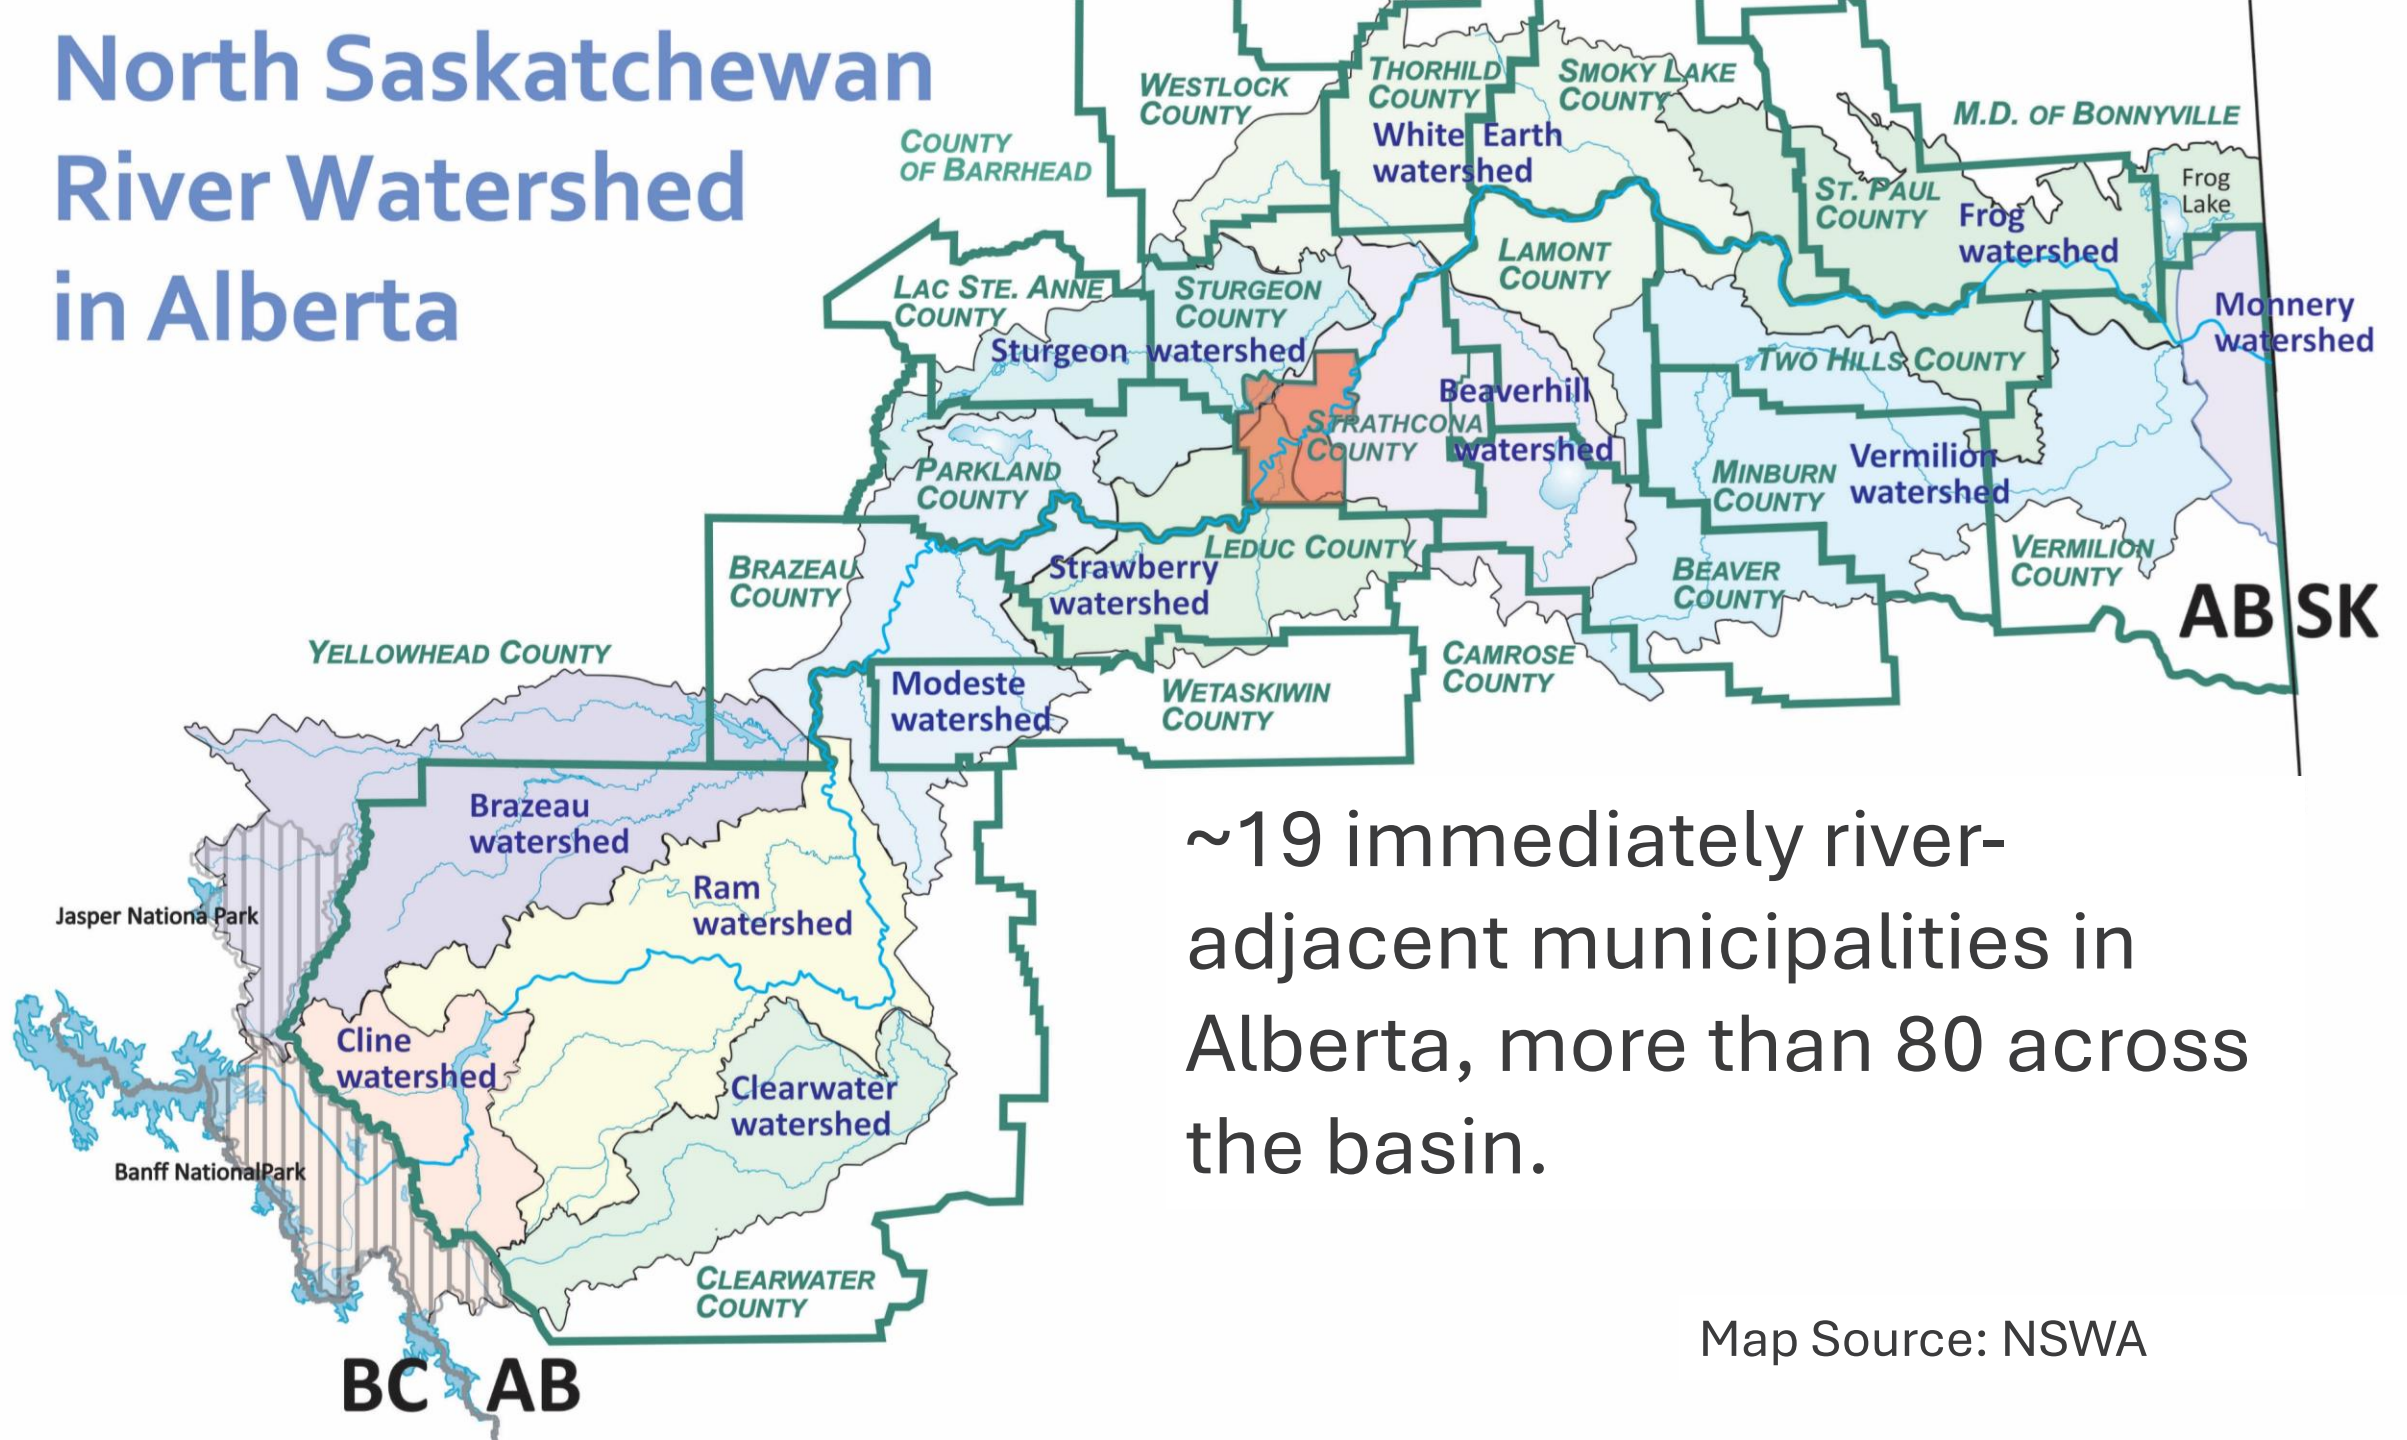 North Saskatchewan
River Watershed
in Alberta
WESTLOCK
COUNTY
THORHILD
COUNTY
SMOKY LAKE
COUNTY
M.D. OF BONNYVILLE
COUNTY
OF BARRHEAD
White Earth
watershed
ST. PAUL
COUNTY
Frog
watershed
Frog
Lake
LAMONT
COUNTY
LAC STE. ANNE
COUNTY
STURGEON
COUNTY
Monnery
watershed
Sturgeon watershed
TWO HILLS COUNTY
Beaverhill
watershed
STRATHCONA
COUNTY
PARKLAND
COUNTY
MINBURN
COUNTY
Vermilion
watershed
LEDUC COUNTY
BRAZEAU
COUNTY
Strawberry
watershed
BEAVER
COUNTY
VERMILION
COUNTY
AB SK
YELLOWHEAD COUNTY
Modeste
watershed
WETASKIWIN
COUNTY
CAMROSE
COUNTY
Brazeau
watershed
Ram
watershed
Jasper Nationa Park
Cline
watershed
Clearwater
watershed
Banff NationalPark
CLEARWATER
COUNTY
BC AB
~19 immediately river-
adjacent municipalities in
Alberta, more than 80 across
the basin.
Map Source: NSWA